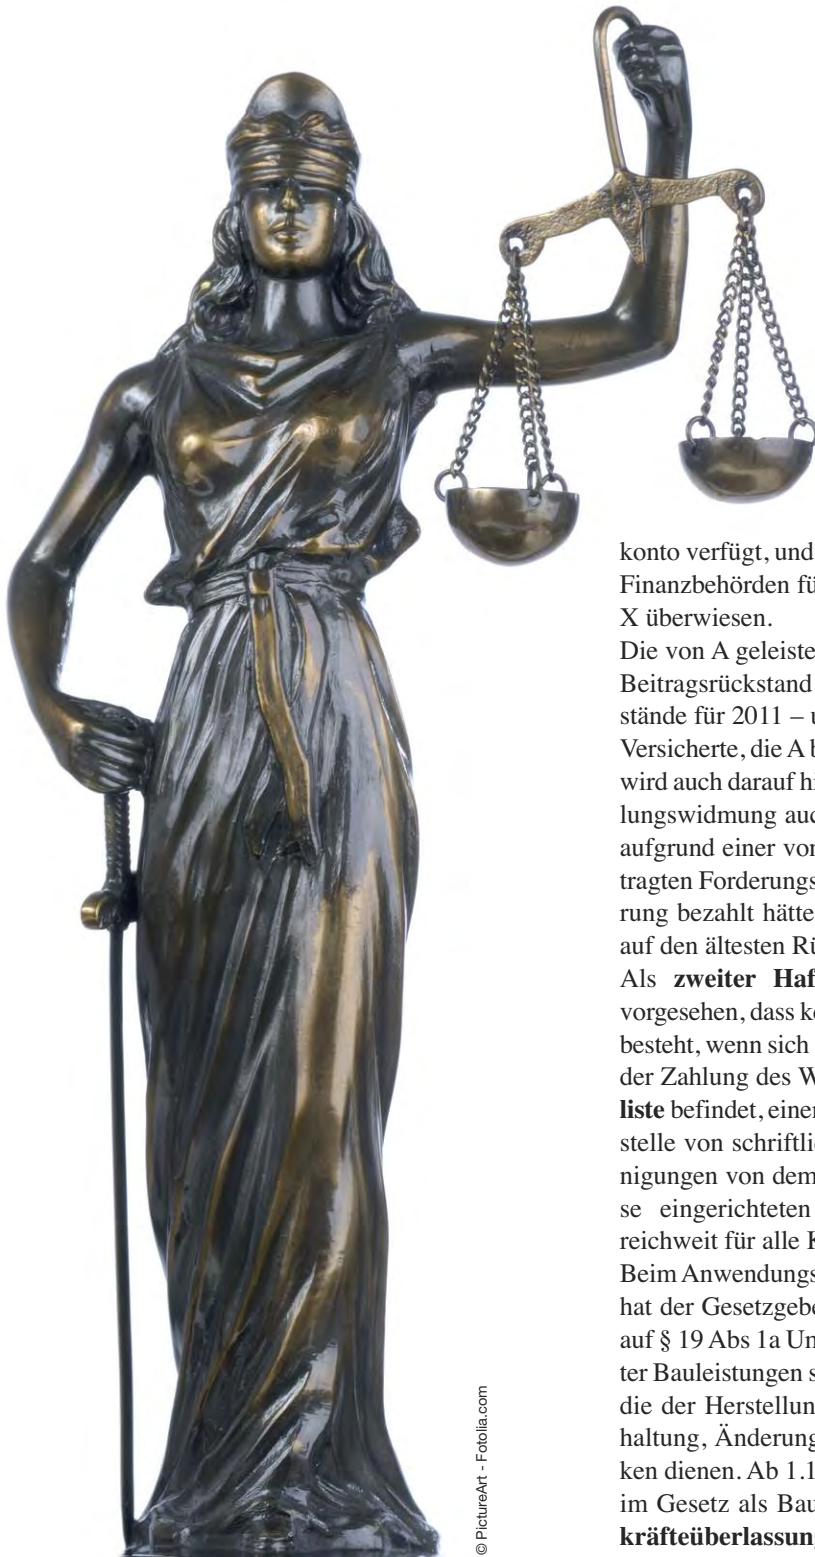 konto verfügt, und
Finanzbehörden fü
X überwiesen.
Die von A geleiste
Beitragsrückstand
stände für 2011 – u
Versicherte, die A b
wird auch darauf hi
lungswidmung auc
aufgrund einer vor
tragten Forderungs
rung bezahlt hätte
auf den ältesten Rü
Als zweiter Haf
vorgesehen, dass k
besteht, wenn sich
der Zahlung des W
liste befindet, einer
stelle von schriftlic
nigungen von dem
se eingerichteten
reichweit für alle K
Beim Anwendungs
hat der Gesetzgebe
auf § 19 Abs 1a Un
ter Bauleistungen s
die der Herstellun
haltung, Änderung
ken dienen. Ab 1.1
im Gesetz als Bau
kräfteüberlassung
© PictureArt - Fotolia.com